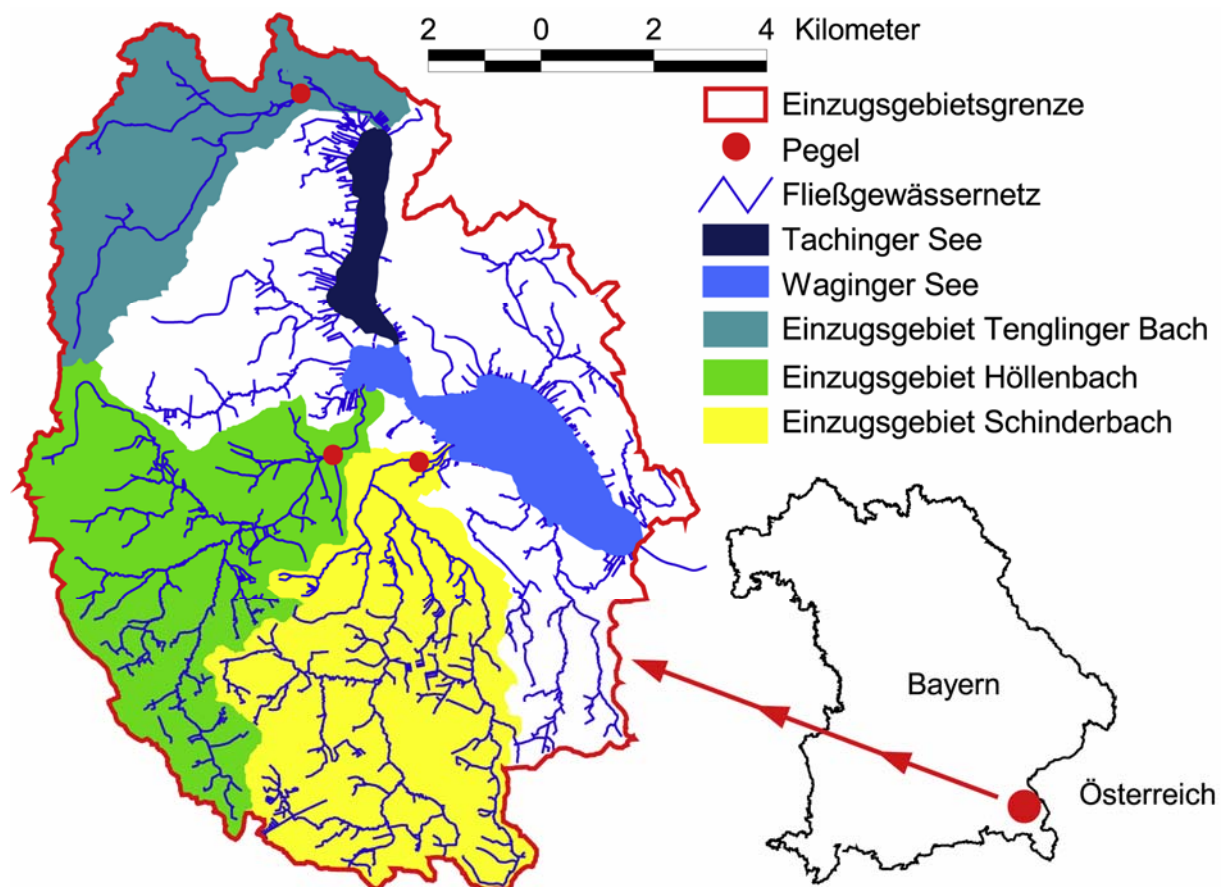 2 0 2 4 Kilometer
Einzugsgebietsgrenze
Pegel
Fließgewässernetz
Tachinger See
Waginger See
Einzugsgebiet Tenglinger Bach
Einzugsgebiet Höllenbach
Einzugsgebiet Schinderbach
Bayern
Österreich